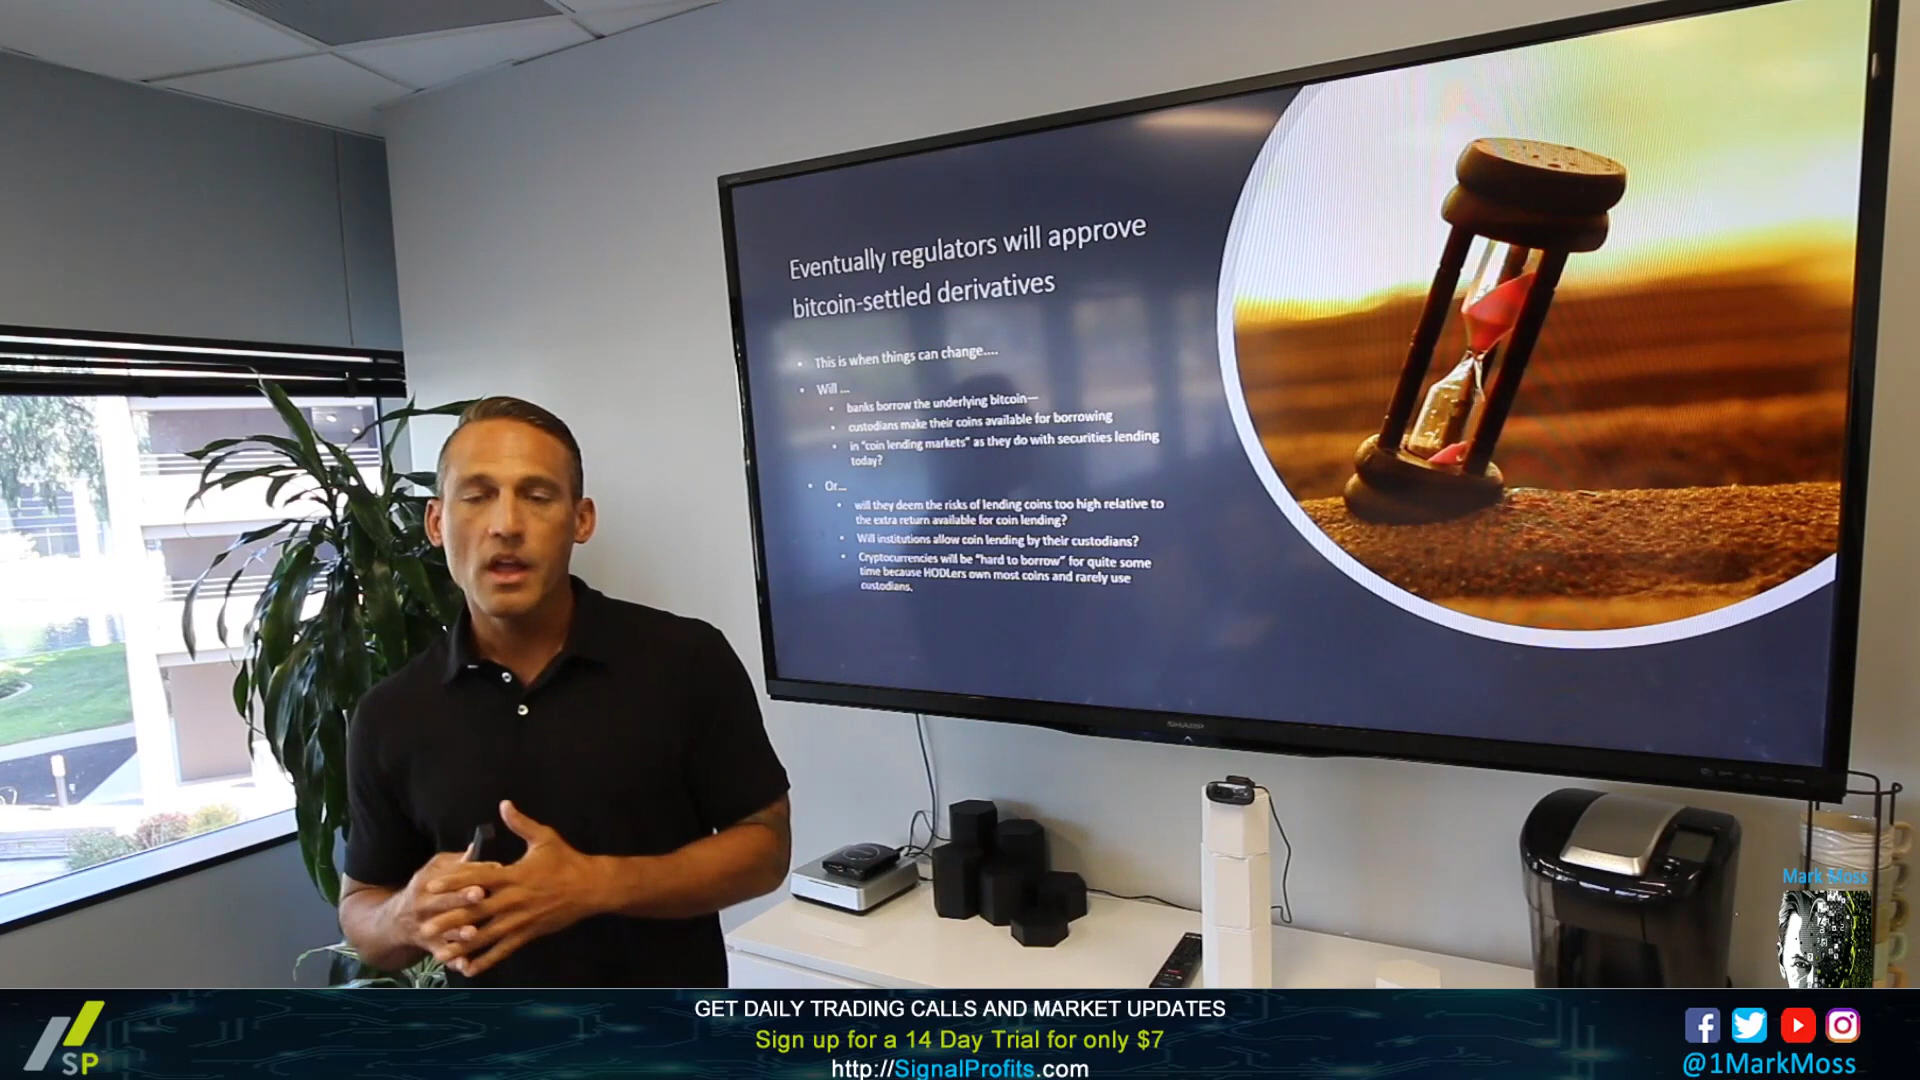 Eventually regulators will approve
bitcoin-settled derivatives
• This is when things can change....
• Will ...
• banks borrow the underlying bitcoin—
• custodians make their coins available for borrowing
• in "coin lending markets" as they do with securities lending
today?
• Or...
• will they deem the risks of lending coins too high relative to
the extra return available for coin lending?
• Will institutions allow coin lending by their custodians?
• Cryptocurrencies will be "hard to borrow" for quite some
time because HODLers own most coins and rarely use
custodians.
SHARP
Mark Moss
SP
GET DAILY TRADING CALLS AND MARKET UPDATES
Sign up for a 14 Day Trial for only $7
http://SignalProfits.com
@1MarkMoss